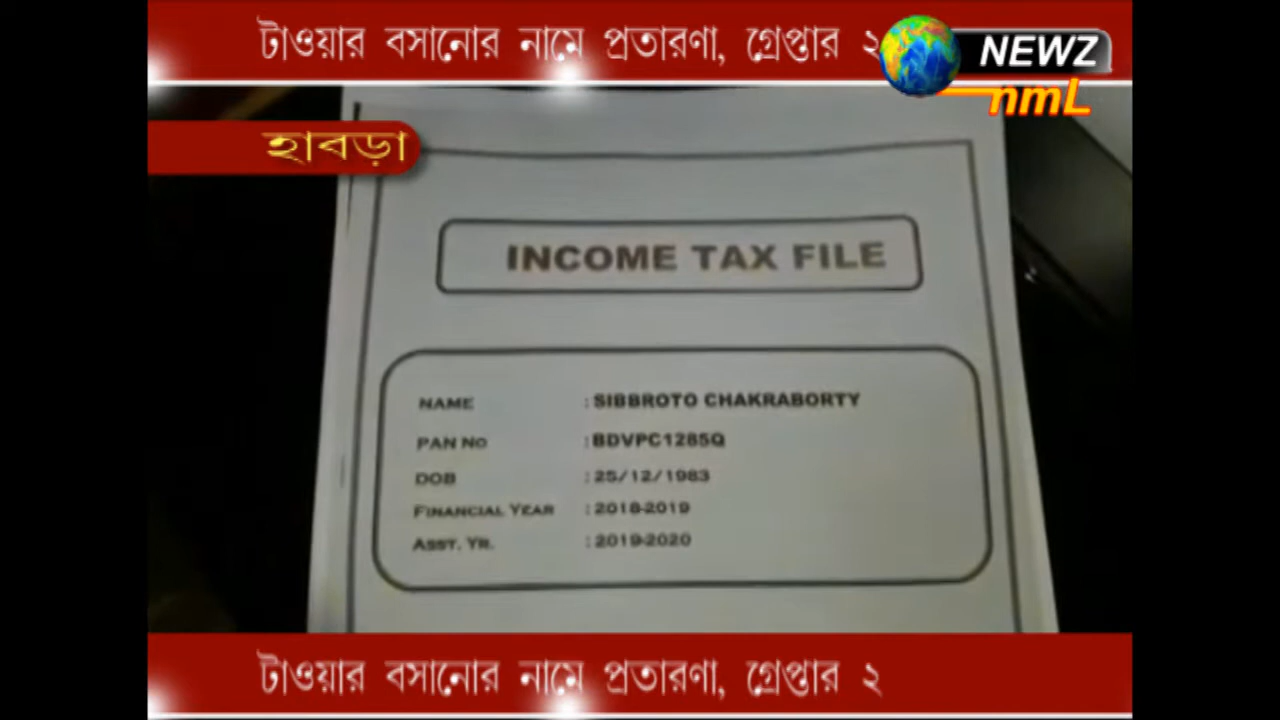 টাওয়ার বসানোর নামে প্রতারণা, গ্রেপ্তার ২
NEWZ
nmL
হাবড়া
INCOME TAX FILE
NAME : SIBBROTO CHAKRABORTY
PAN NO : BDVPC1285Q
DOB : 25/12/1983
FINANCIAL YEAR : 2018-2019
ASST. YR. : 2019-2020
টাওয়ার বসানোর নামে প্রতারণা, গ্রেপ্তার ২